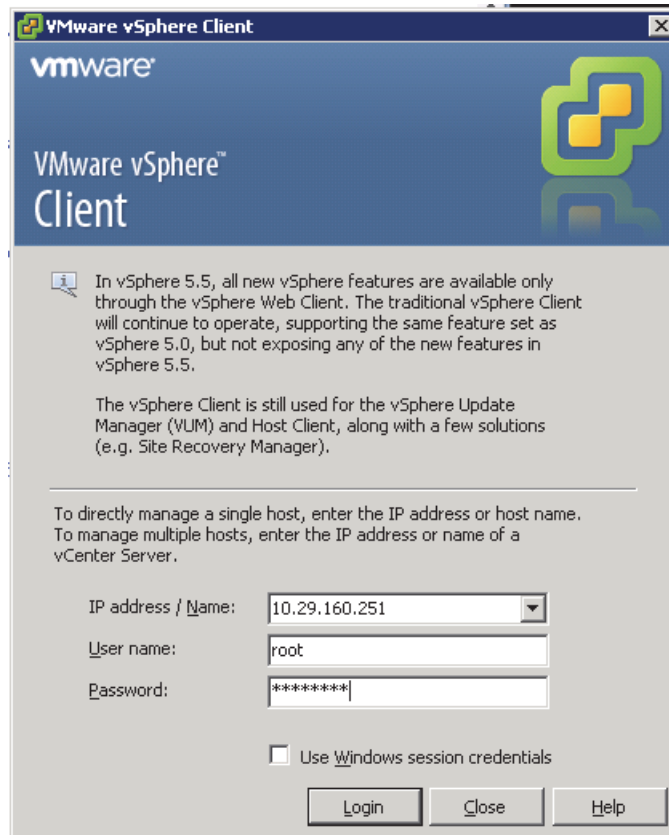 VMware vSphere Client
vmware
VMware vSphere™
Client
In vSphere 5.5, all new vSphere features are available only
through the vSphere Web Client. The traditional vSphere Client
will continue to operate, supporting the same feature set as
vSphere 5.0, but not exposing any of the new features in
vSphere 5.5.
The vSphere Client is still used for the vSphere Update
Manager (VUM) and Host Client, along with a few solutions
(e.g. Site Recovery Manager).
To directly manage a single host, enter the IP address or host name.
To manage multiple hosts, enter the IP address or name of a
vCenter Server.
IP address / Name: 10.29.160.251
User name: root
Password: ********
Use Windows session credentials
Login Close Help